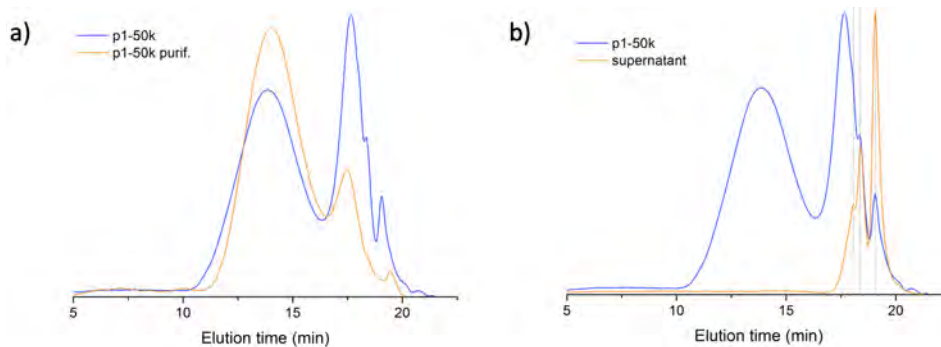 a)
p1-50k
p1-50k purif.
5
10
15
20
Elution time (min)
b)
p1-50k
supernatant
5
10
15
20
Elution time (min)